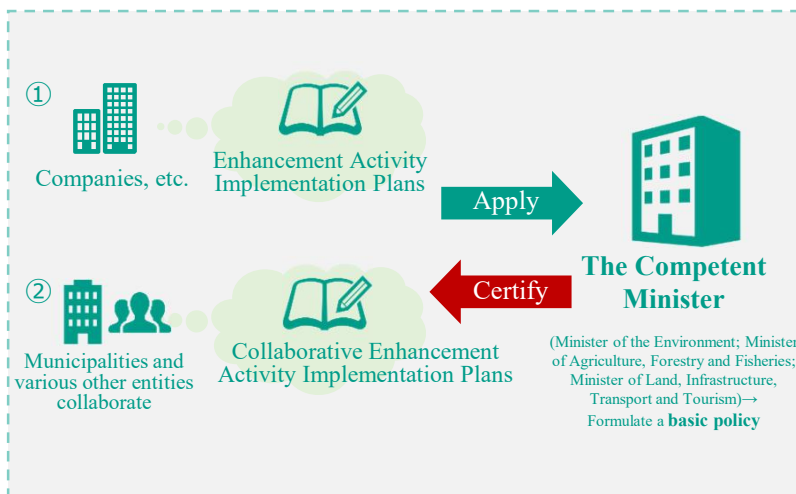 ①
Companies, etc.
Enhancement Activity
Implementation Plans
Apply
Certify
②
Municipalities and
various other entities
collaborate
Collaborative Enhancement
Activity Implementation Plans
The Competent
Minister
(Minister of the Environment; Minister
of Agriculture, Forestry and Fisheries;
Minister of Land, Infrastructure,
Transport and Tourism)→
Formulate a basic policy